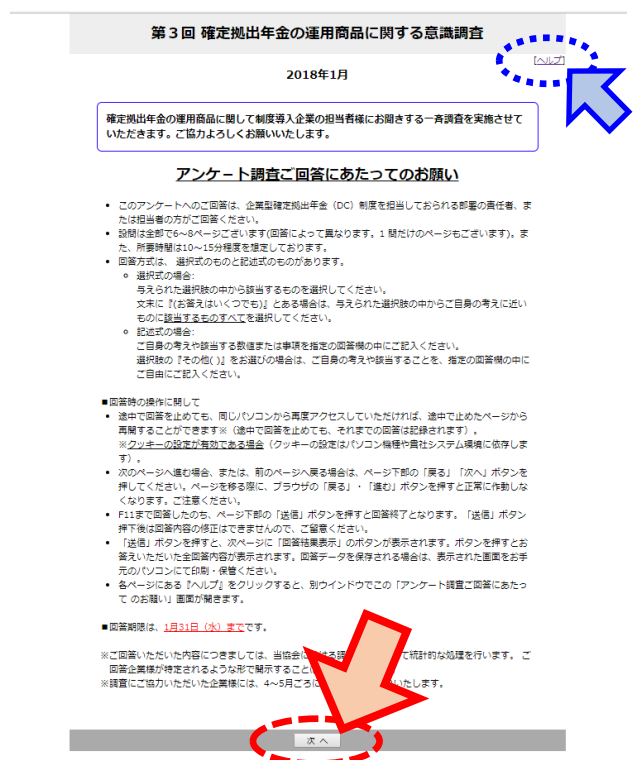 第３回 確定拠出年金の運用商品に関する意識調査
[ヘルプ]
2018年1月
確定拠出年金の運用商品に関して制度導入企業の担当者様にお聞きする一斉調査を実施させて
いただきます。ご協力よろしくお願いいたします。
アンケート調査ご回答にあたってのお願い
• このアンケートへのご回答は、企業型確定拠出年金（DC）制度を担当しておられる部署の責任者、ま
たは担当者の方がご回答ください。
• 設問は全部で6～8ページございます(回答によって異なります。1 問だけのページもございます)。ま
た、所要時間は10～15分程度を想定しております。
• 回答方式は、 選択式のものと記述式のものがあります。
◦ 選択式の場合:
与えられた選択肢の中から該当するものを選択してください。
文末に『(お答えはいくつでも)』とある場合は、与えられた選択肢の中からご自身の考えに近い
ものに該当するものすべてを選択してください。
◦ 記述式の場合:
ご自身の考えや該当する数値または事項を指定の回答欄の中にご記入ください。
選択肢の『その他( )』をお選びの場合は、ご自身の考えや該当することを、指定の回答欄の中に
ご自由にご記入ください。
■回答時の操作に関して
• 途中で回答を止めても、同じパソコンから再度アクセスしていただければ、途中で止めたページから
再開することができます※（途中で回答を止めても、それまでの回答は記録されます）。
※クッキーの設定が有効である場合（クッキーの設定はパソコン機種や貴社システム環境に依存しま
す）。
• 次のページへ進む場合、または、前のページへ戻る場合は、ページ下部の「戻る」「次へ」ボタンを
押してください。ページを移る際に、ブラウザの「戻る」・「進む」ボタンを押すと正常に作動しな
くなります。ご注意ください。
• F11まで回答したのち、ページ下部の「送信」ボタンを押すと回答終了となります。「送信」ボタン
押下後は回答内容の修正はできませんので、ご留意ください。
• 「送信」ボタンを押すと、次ページに「回答結果表示」のボタンが表示されます。ボタンを押すとお
答えいただいた全回答内容が表示されます。回答データを保存される場合は、表示された画面をお手
元のパソコンにて印刷・保管ください。
• 各ページにある『ヘルプ』をクリックすると、別ウインドウでこの「アンケート調査ご回答にあたっ
て のお願い」画面が開きます。
■回答期限は、1月31日（水）までです。
※ご回答いただいた内容につきましては、当協会に ける調 て統計的な処理を行います。 ご
回答企業様が特定されるような形で開示すること
※調査にご協力いただいた企業様には、4～5月ごろに いたします。
次 へ